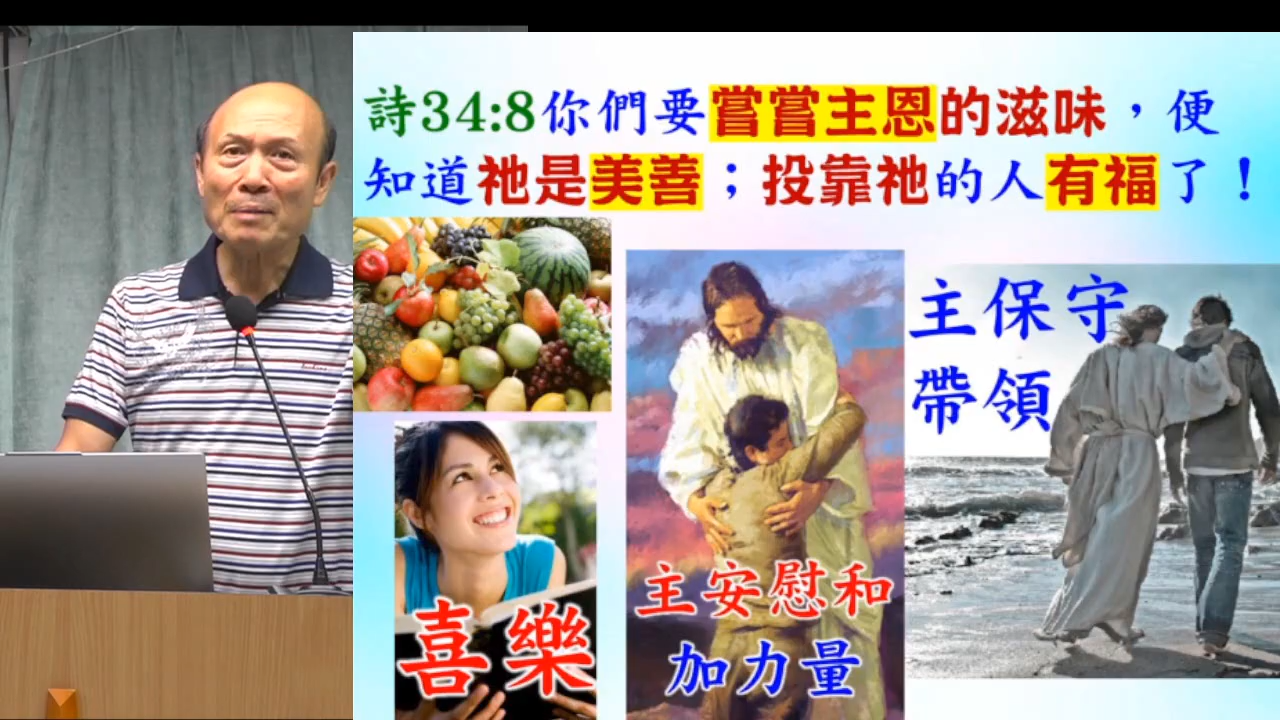 詩34:8你們要嘗嘗主恩的滋味，便
知道祂是美善；投靠祂的人有福了！
主保守
帶領
喜樂
主安慰和
加力量